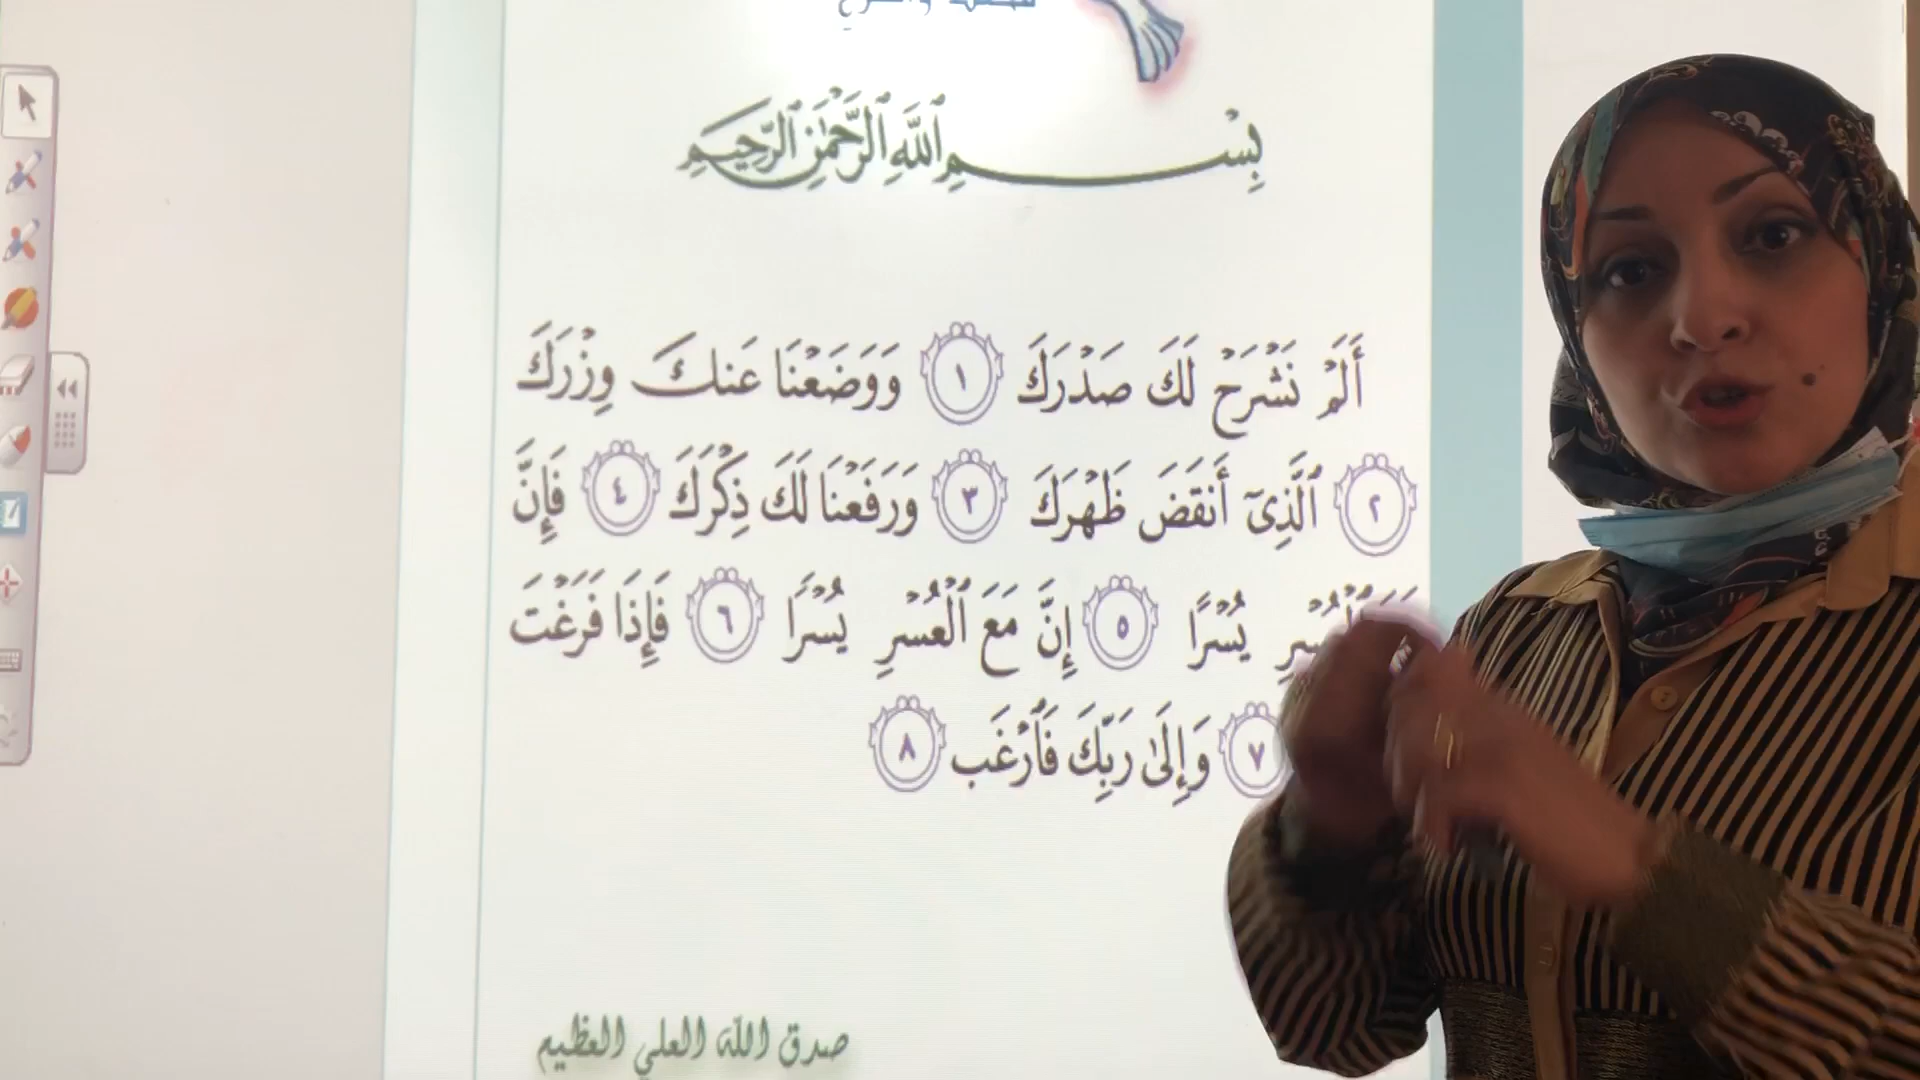 بِسْمِ ٱللَّهِ ٱلرَّحْمَٰنِ ٱلرَّحِيمِ
أَلَمْ نَشْرَحْ لَكَ صَدْرَكَ ١ وَوَضَعْنَا عَنكَ وِزْرَكَ
٢ ٱلَّذِىٓ أَنقَضَ ظَهْرَكَ ٣ وَرَفَعْنَا لَكَ ذِكْرَكَ ٤ فَإِنَّ
ٱلْعُسْرِ يُسْرًا ٥ إِنَّ مَعَ ٱلْعُسْرِ يُسْرًا ٦ فَإِذَا فَرَغْتَ
٧ وَإِلَىٰ رَبِّكَ فَٱرْغَب ٨
صدق الله العلي العظيم